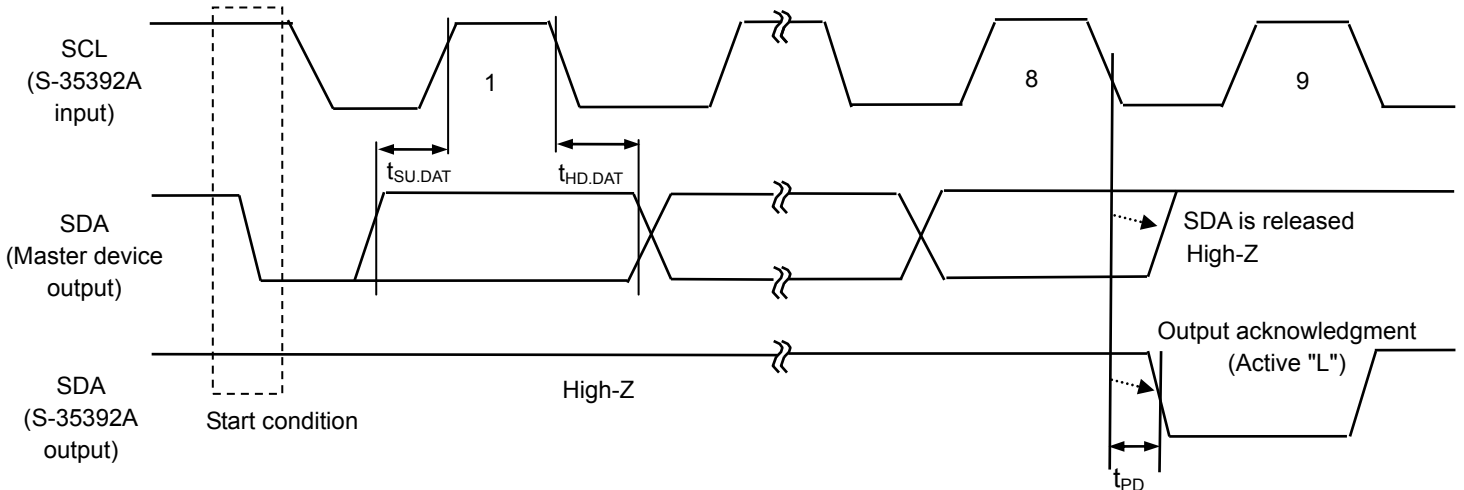 SCL
(S-35392A
input)
1
8
9
tSU.DAT
tHD.DAT
SDA
(Master device
output)
SDA is released
High-Z
Output acknowledgment
(Active "L")
SDA
(S-35392A
output)
Start condition
High-Z
tPD